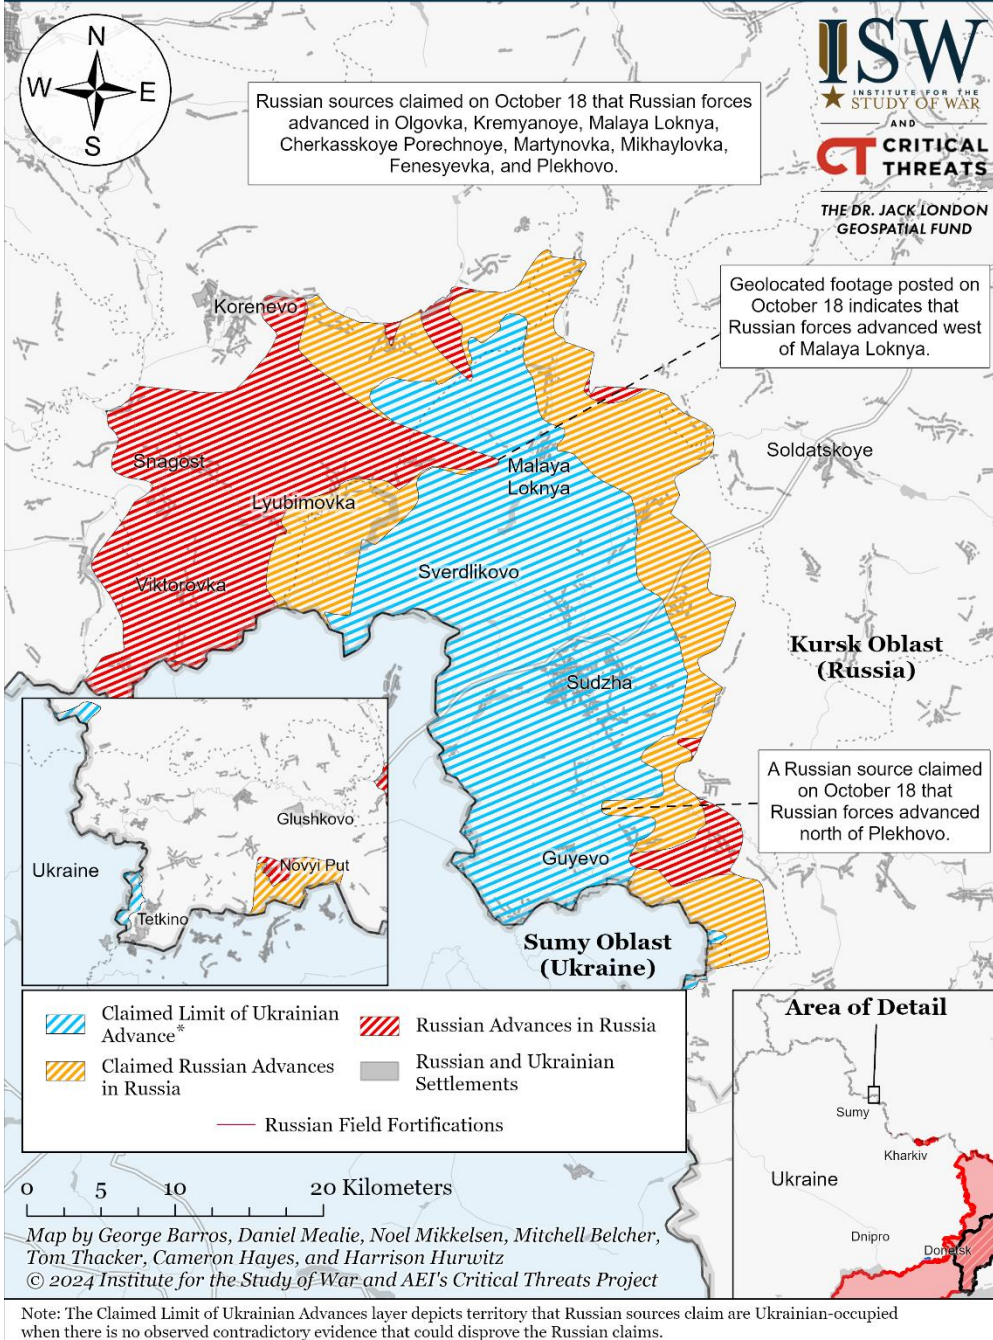 N
W
E
S
ISW
INSTITUTE FOR THE
STUDY OF WAR
AND
CT CRITICAL
THREATS
THE DR. JACK LONDON
GEOSPATIAL FUND
Russian sources claimed on October 18 that Russian forces
advanced in Olgovka, Kremyanoye, Malaya Loknya,
Cherkasskoye Porechnoye, Martynovka, Mikhaylovka,
Fenesyevka, and Plekhovo.
Geolocated footage posted on
October 18 indicates that
Russian forces advanced west
of Malaya Loknya.
Korenevo
Snagost
Lyubimovka
Malaya
Loknya
Soldatskoye
Viktorovka
Sverdlikovo
Kursk Oblast
(Russia)
Sudzha
A Russian source claimed
on October 18 that
Russian forces advanced
north of Plekhovo.
Guyevo
Sumy Oblast
(Ukraine)
Glushkovo
Ukraine
Novyi Put
Tetkino
Claimed Limit of Ukrainian
Advance*
Claimed Russian Advances
in Russia
Russian Advances in Russia
Russian and Ukrainian
Settlements
Russian Field Fortifications
Area of Detail
Sumy
Kharkiv
Ukraine
Dnipro
Donetsk
0 5 10 20 Kilometers
Map by George Barros, Daniel Mealie, Noel Mikkelsen, Mitchell Belcher,
Tom Thacker, Cameron Hayes, and Harrison Hurwitz
© 2024 Institute for the Study of War and AEI's Critical Threats Project
Note: The Claimed Limit of Ukrainian Advances layer depicts territory that Russian sources claim are Ukrainian-occupied
when there is no observed contradictory evidence that could disprove the Russian claims.